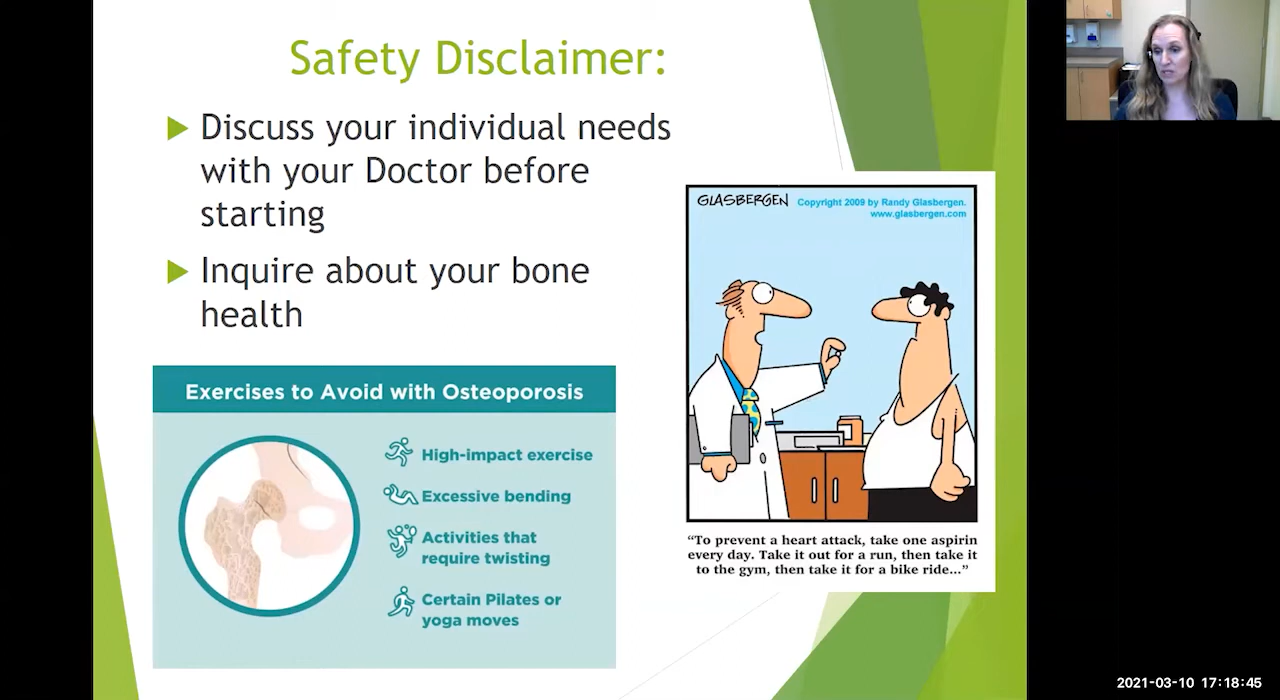 Safety Disclaimer:
Discuss your individual needs
with your Doctor before
starting
Inquire about your bone
health
Exercises to Avoid with Osteoporosis
High-impact exercise
Excessive bending
Activities that
require twisting
Certain Pilates or
yoga moves
GLASBERGEN
Copyright 2009 by Randy Glasbergen.
www.glasbergen.com
“To prevent a heart attack, take one aspirin
every day. Take it out for a run, then take it
to the gym, then take it for a bike ride...”
2021-03-10 17:18:45